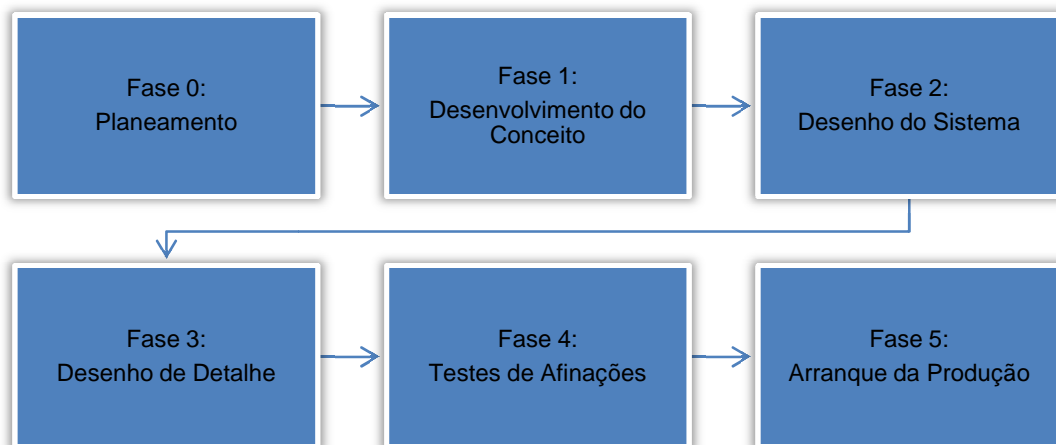 Fase 0:
Planeamento
Fase 1:
Desenvolvimento do
Conceito
Fase 2:
Desenho do Sistema
Fase 3:
Desenho de Detalhe
Fase 4:
Testes de Afinações
Fase 5:
Arranque da Produção